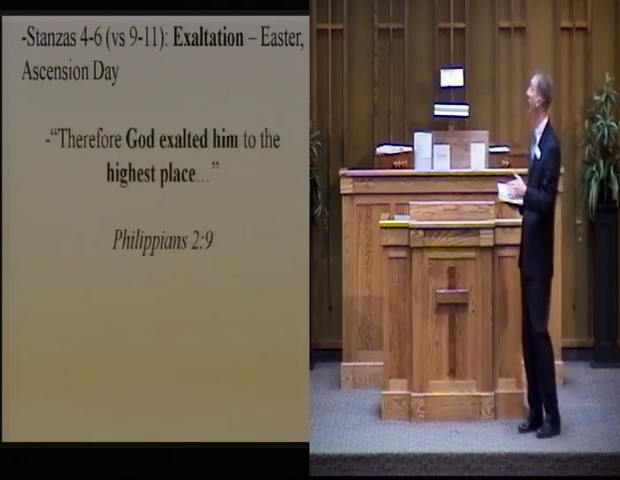 -Stanzas 4-6 (vs 9-11): Exaltation – Easter,
Ascension Day
-“Therefore God exalted him to the
highest place...”
Philippians 2:9